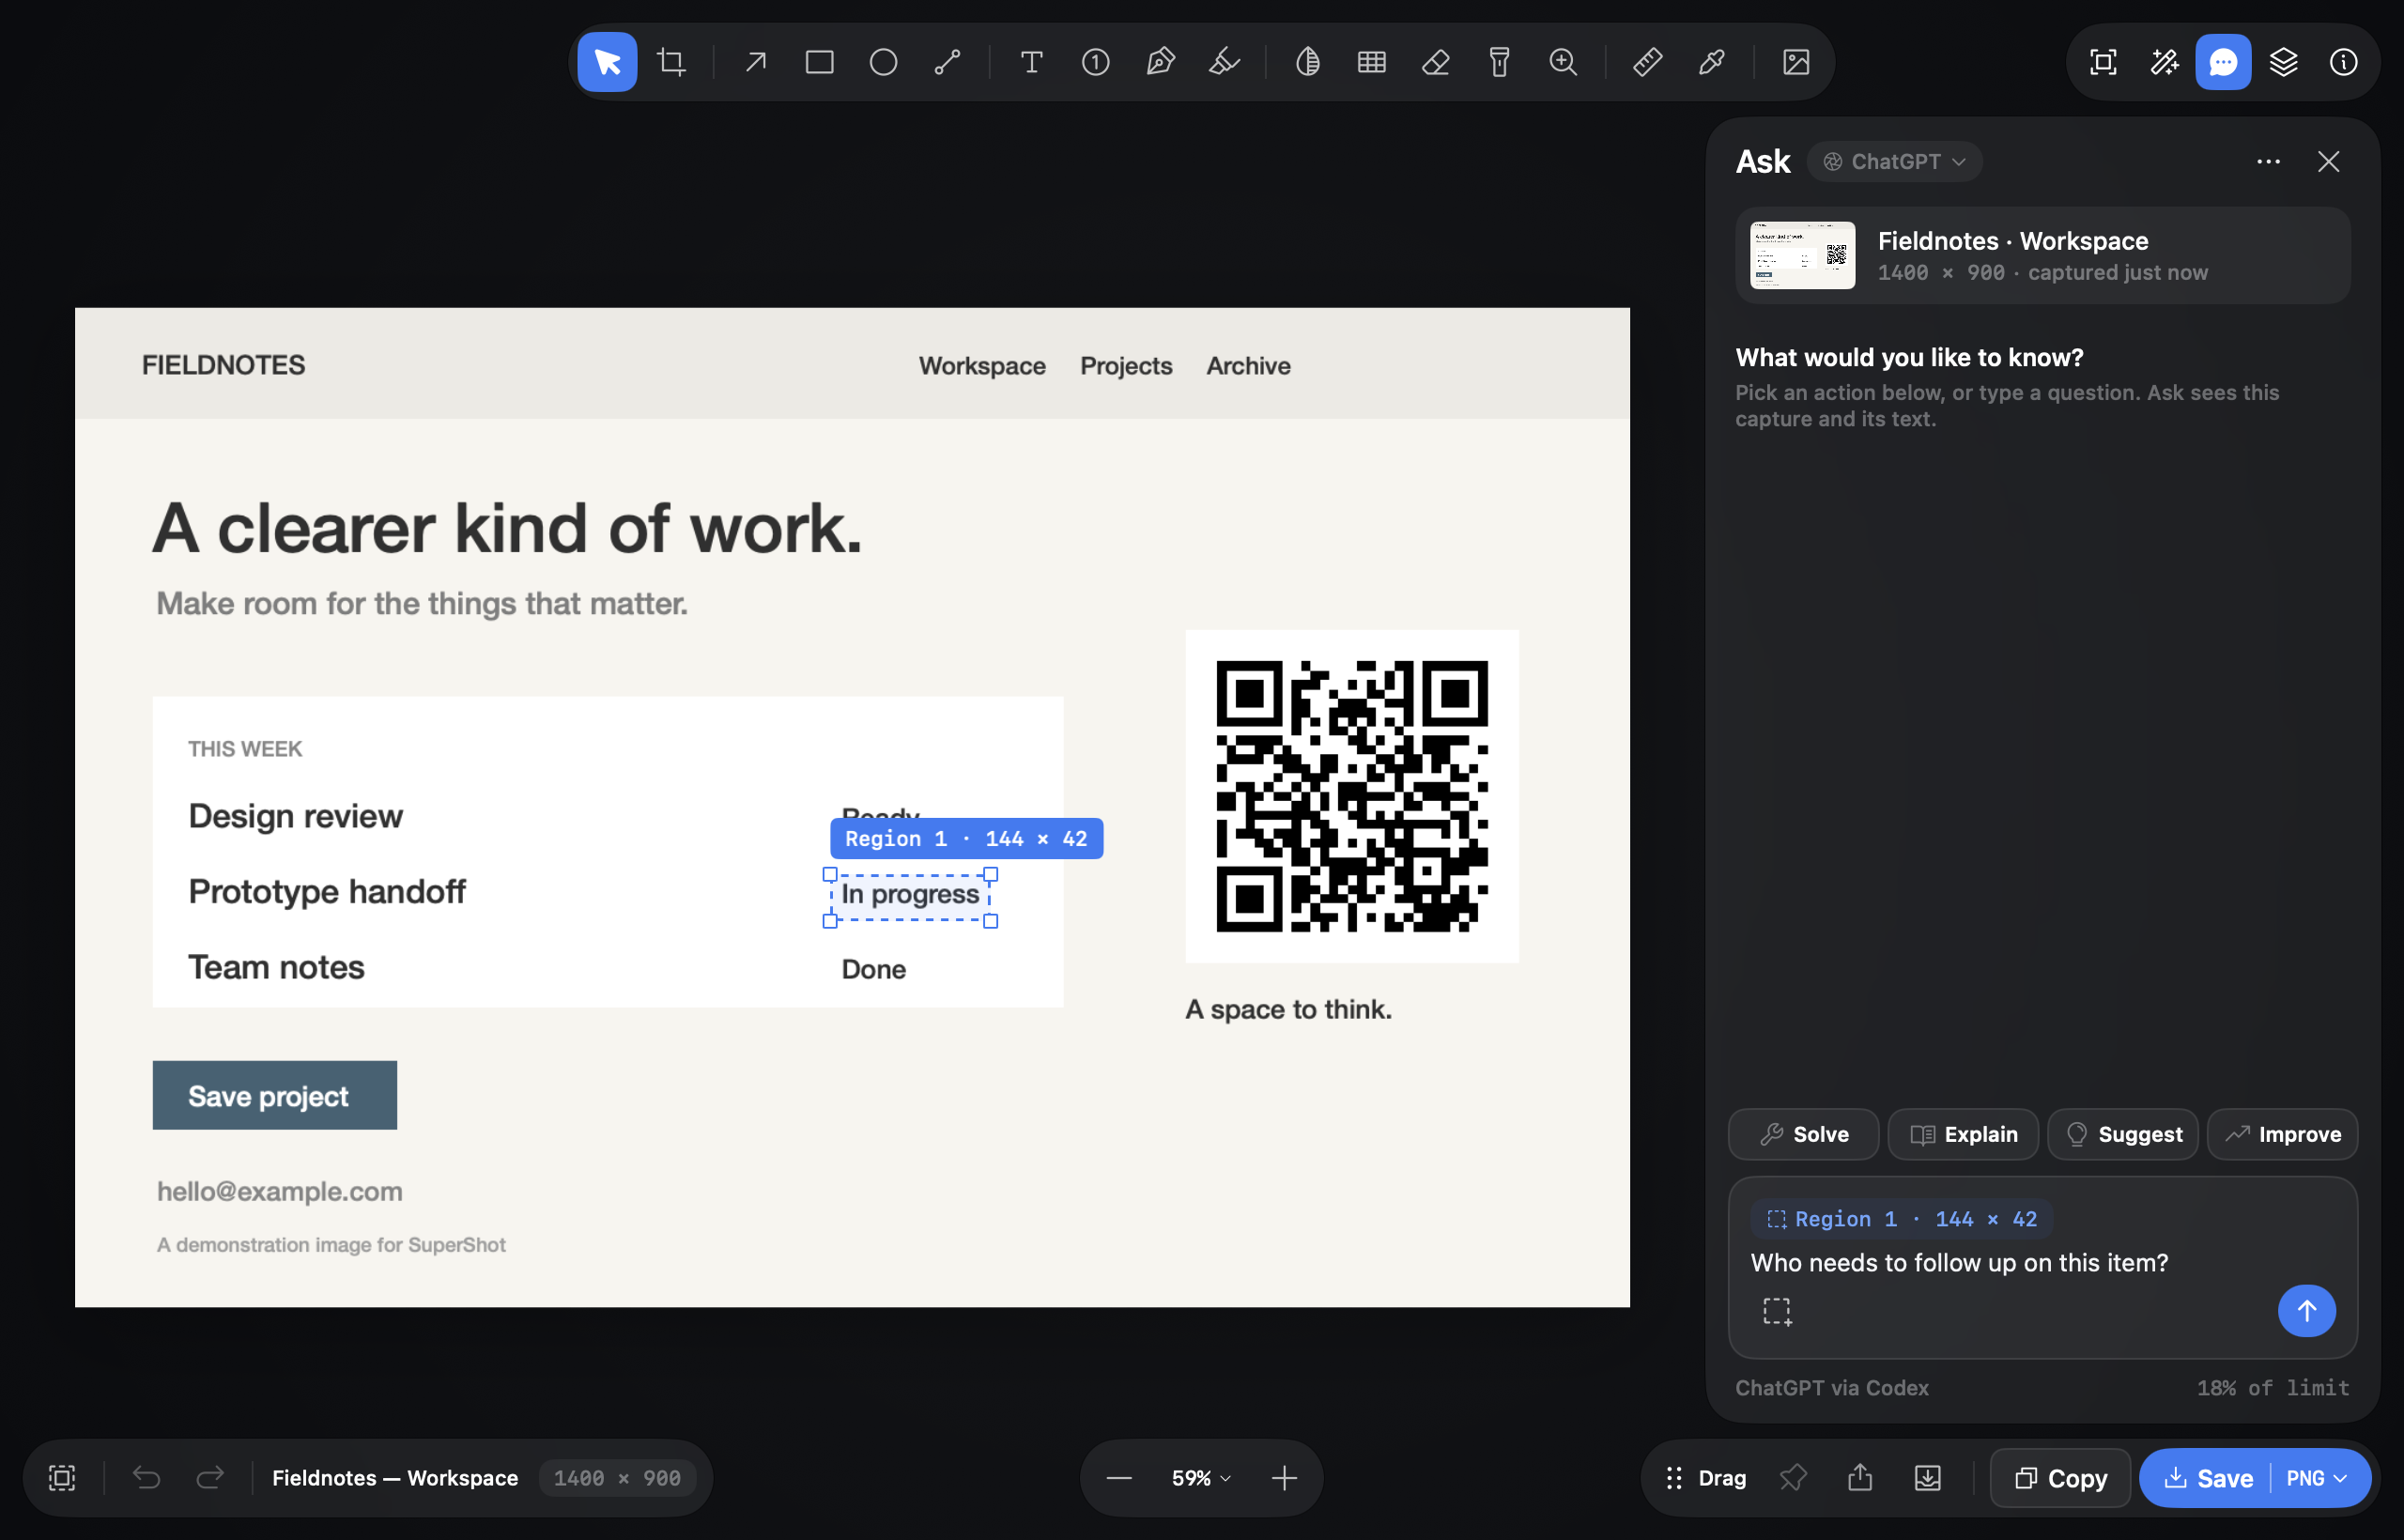 Ask
ChatGPT
Fieldnotes · Workspace
1400 × 900 · captured just now
What would you like to know?
Pick an action below, or type a question. Ask sees this
capture and its text.
FIELDNOTES
Workspace Projects Archive
A clearer kind of work.
Make room for the things that matter.
THIS WEEK
Design review Ready
Region 1 · 144 × 42
Prototype handoff In progress
Team notes Done
A space to think.
Save project
hello@example.com
A demonstration image for SuperShot
Solve Explain Suggest Improve
Region 1 · 144 × 42
Who needs to follow up on this item?
ChatGPT via Codex 18% of limit
Fieldnotes — Workspace 1400 × 900
59%
Drag Copy Save PNG